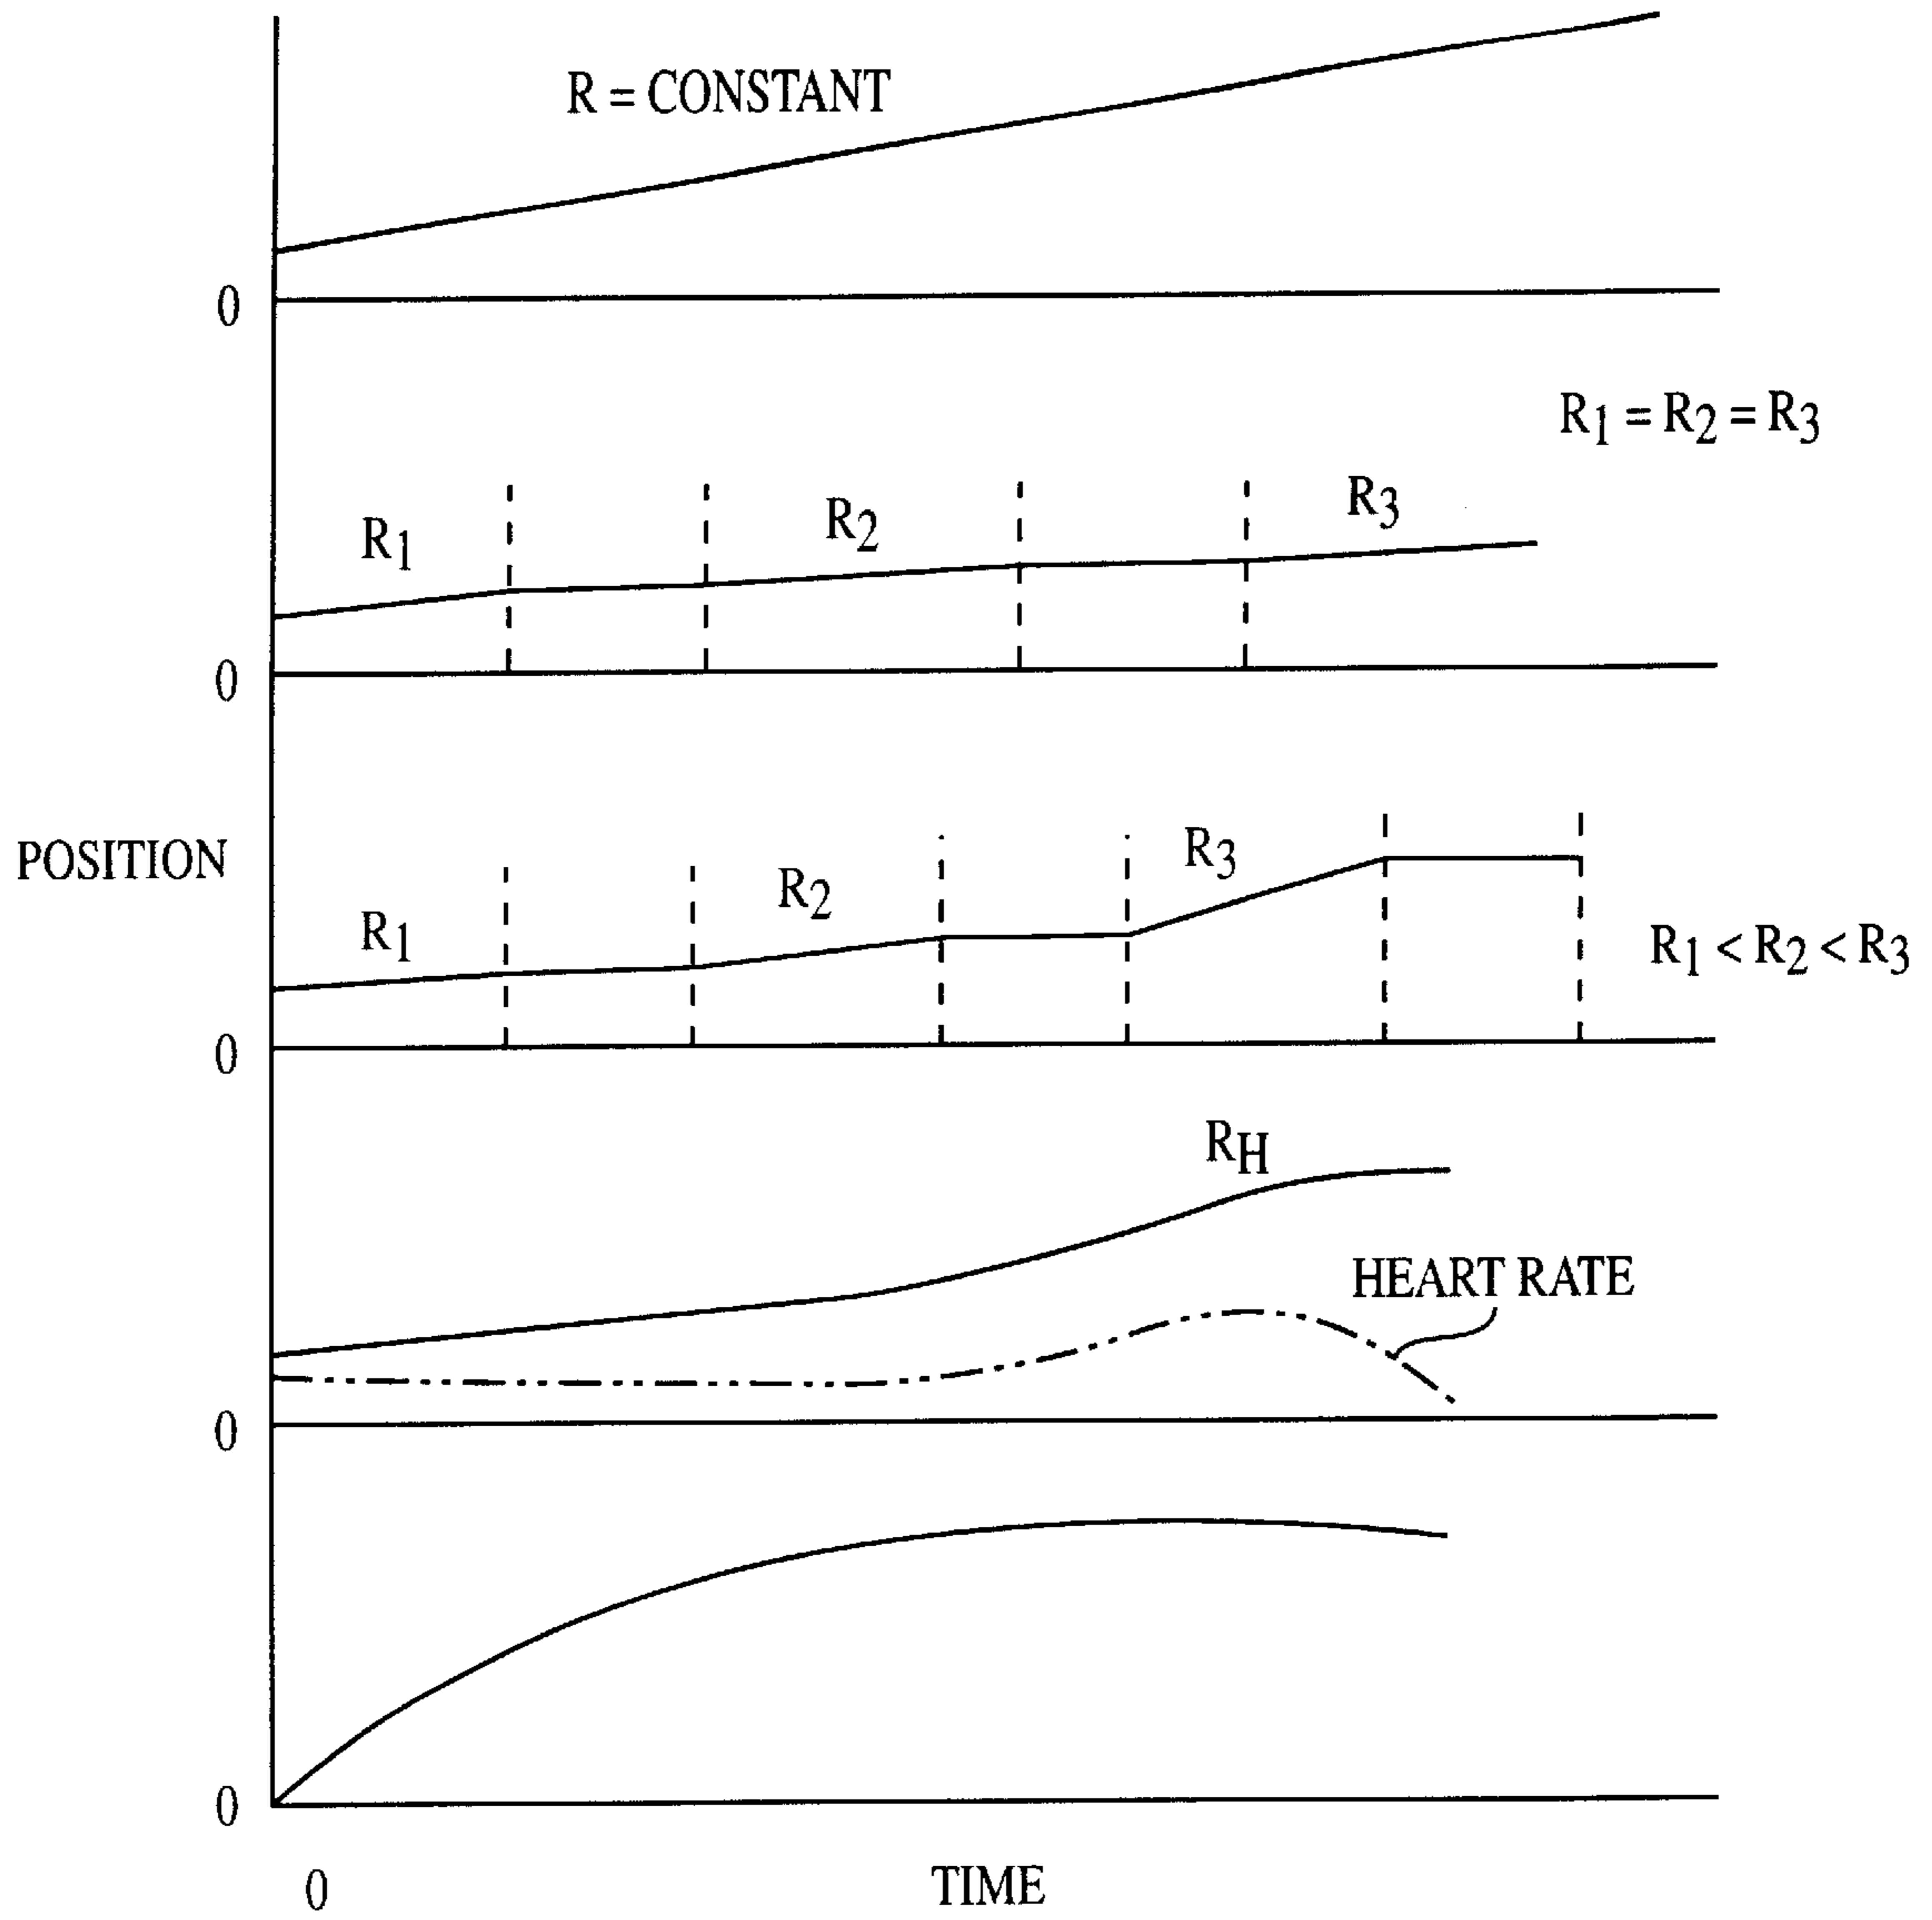 R = CONSTANT
0
R1 = R2 = R3
R1
R2
R3
0
POSITION
R1
R2
R3
R1 < R2 < R3
0
RH
HEART RATE
0
0
0
TIME